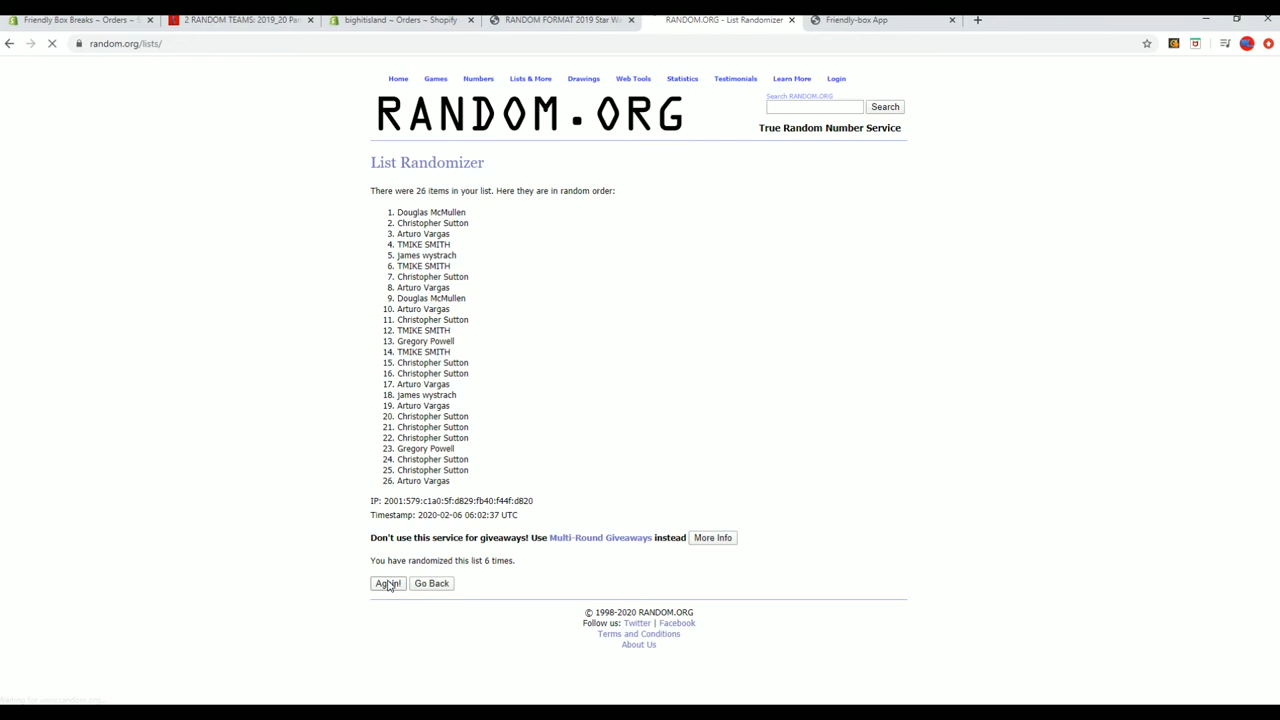 Friendly Box Breaks ~ Orders ~ S
2 RANDOM TEAMS: 2019_20 Pa
bighitisland ~ Orders ~ Shopify
RANDOM FORMAT 2019 Star W
RANDOM.ORG - List Randomizer
Friendly-box App
random.org/lists/
Home Games Numbers Lists & More Drawings Web Tools Statistics Testimonials Learn More Login
RANDOM.ORG
Search RANDOM.ORG
Search
True Random Number Service
List Randomizer
There were 26 items in your list. Here they are in random order:
1. Douglas McMullen
2. Christopher Sutton
3. Arturo Vargas
4. TMIKE SMITH
5. james wystrach
6. TMIKE SMITH
7. Christopher Sutton
8. Arturo Vargas
9. Douglas McMullen
10. Arturo Vargas
11. Christopher Sutton
12. TMIKE SMITH
13. Gregory Powell
14. TMIKE SMITH
15. Christopher Sutton
16. Christopher Sutton
17. Arturo Vargas
18. james wystrach
19. Arturo Vargas
20. Christopher Sutton
21. Christopher Sutton
22. Christopher Sutton
23. Gregory Powell
24. Christopher Sutton
25. Christopher Sutton
26. Arturo Vargas
IP: 2001:579:c1a0:5f:d829:fb40:f44f:d820
Timestamp: 2020-02-06 06:02:37 UTC
Don't use this service for giveaways! Use Multi-Round Giveaways instead More Info
You have randomized this list 6 times.
Again! Go Back
© 1998-2020 RANDOM.ORG
Follow us: Twitter | Facebook
Terms and Conditions
About Us